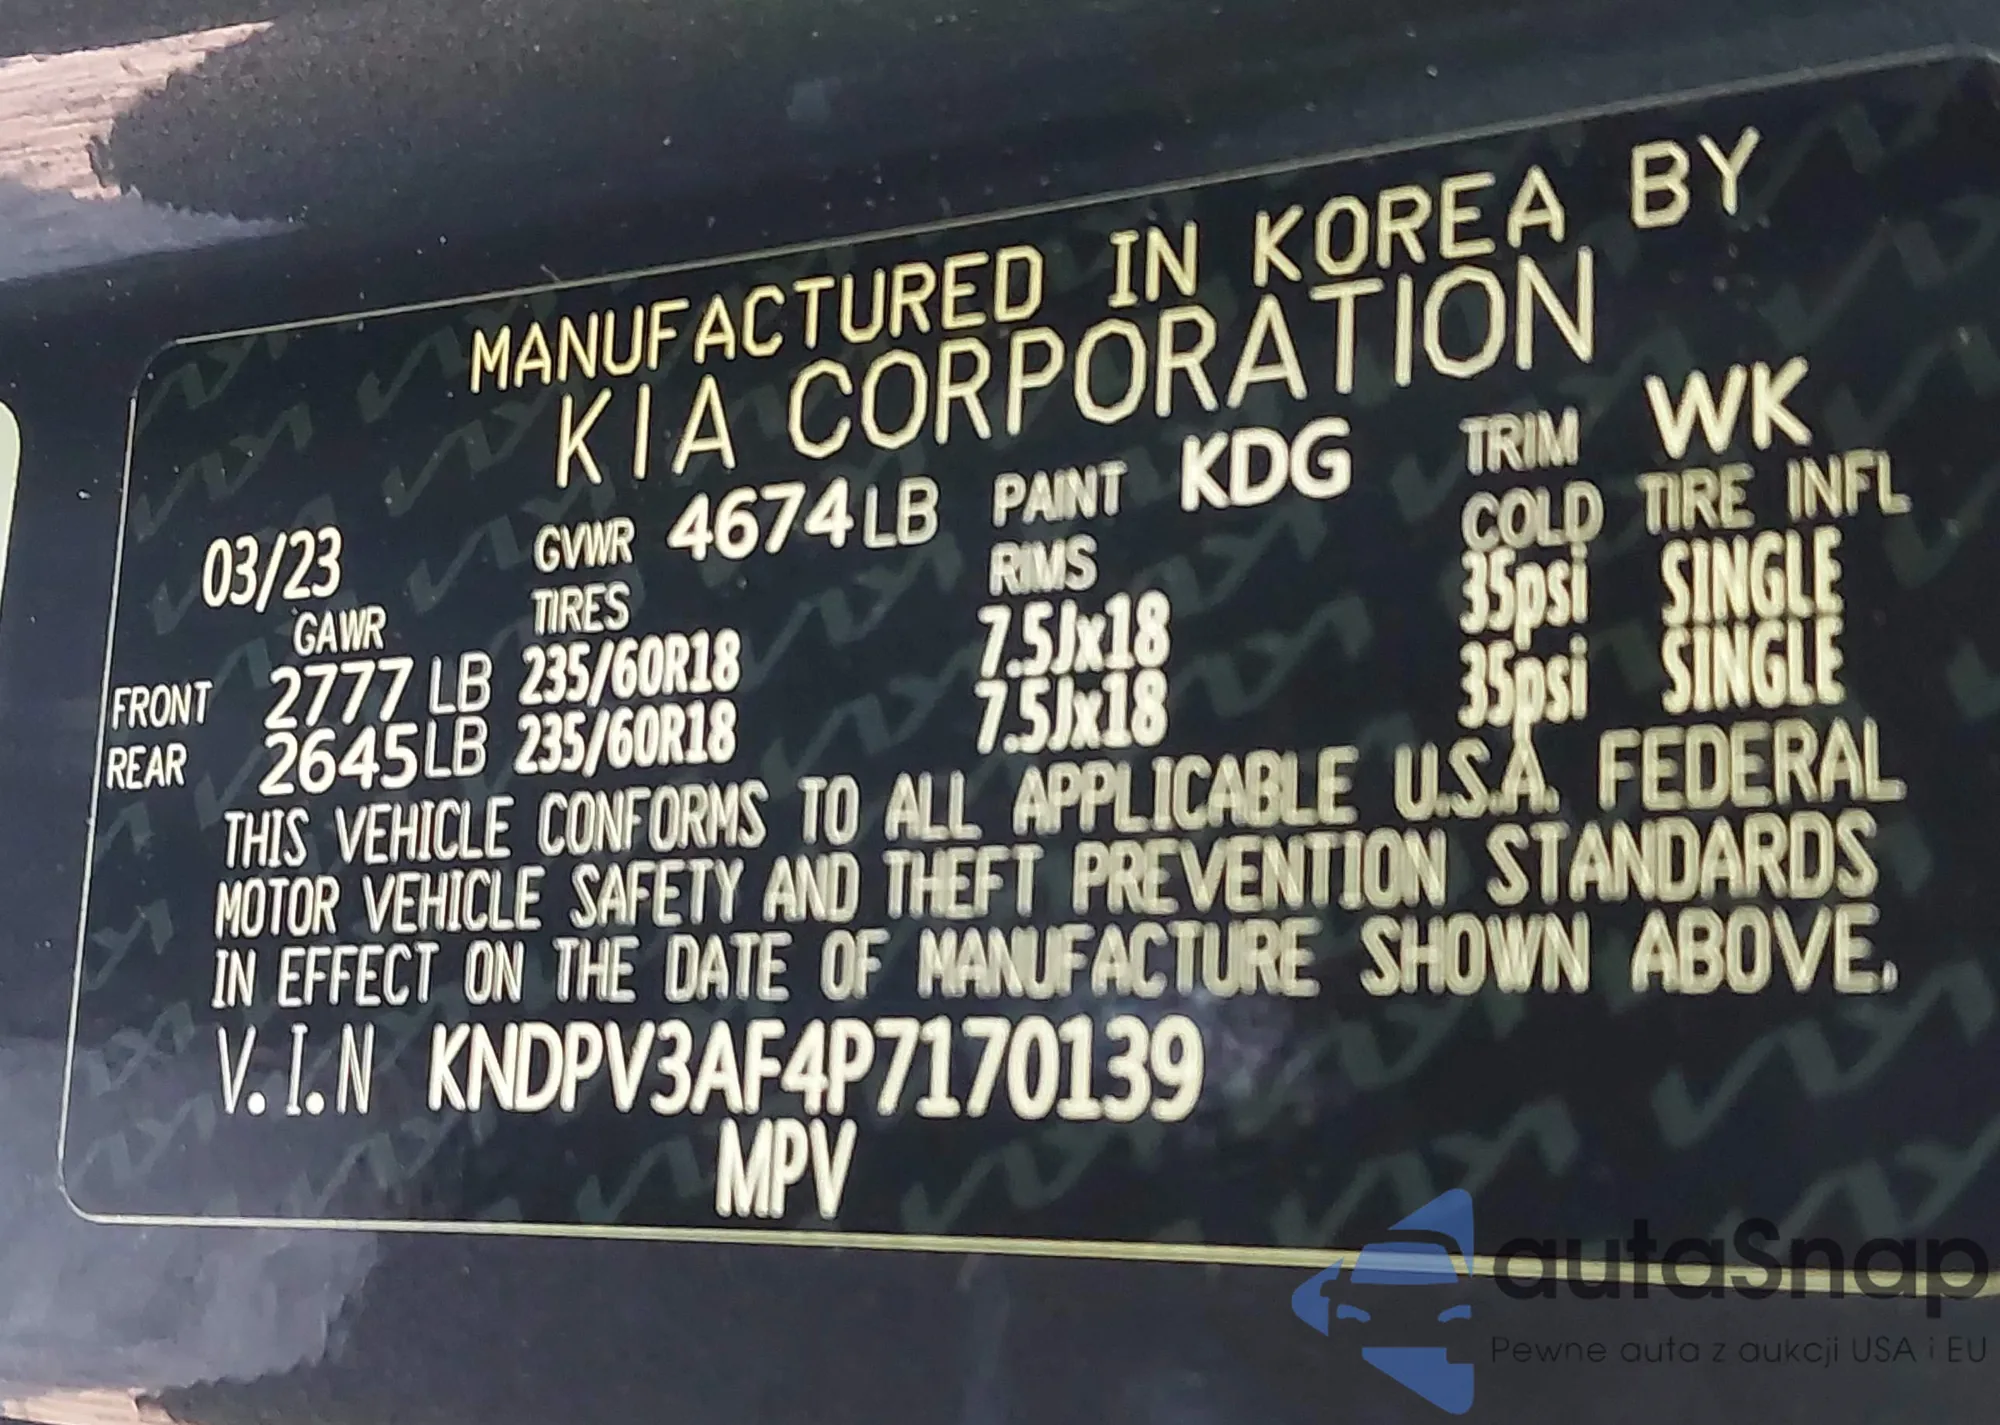 MANUFACTURED IN KOREA BY
KIA CORPORATION
03/23 GVWR 4674LB PAINT KDG TRIM WK
GAWR TIRES RIMS COLD TIRE INFL
FRONT 2777 LB 235/60R18 7.5Jx18 35psi SINGLE
REAR 2645LB 235/60R18 7.5Jx18 35psi SINGLE
THIS VEHICLE CONFORMS TO ALL APPLICABLE U.S.A. FEDERAL
MOTOR VEHICLE SAFETY AND THEFT PREVENTION STANDARDS
IN EFFECT ON THE DATE OF MANUFACTURE SHOWN ABOVE.
V.I.N KNDPV3AF4P7170139
MPV
autaSnap
Pewne auta z aukcji USA i EU